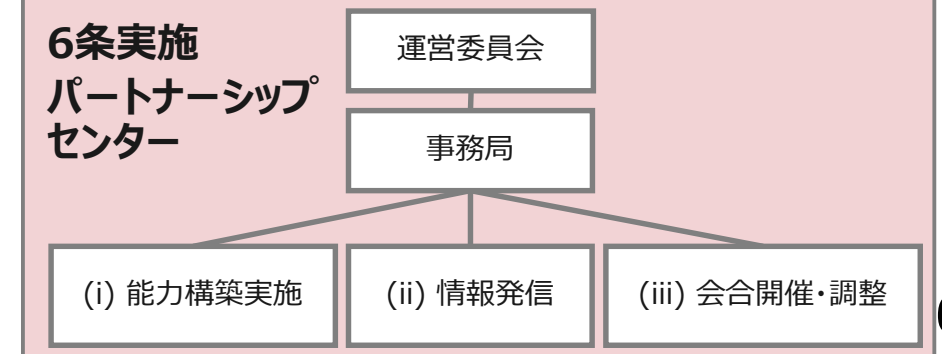 6条実施
パートナーシップ
センター
運営委員会
事務局
(i) 能力構築実施
(ii) 情報発信
(iii) 会合開催・調整